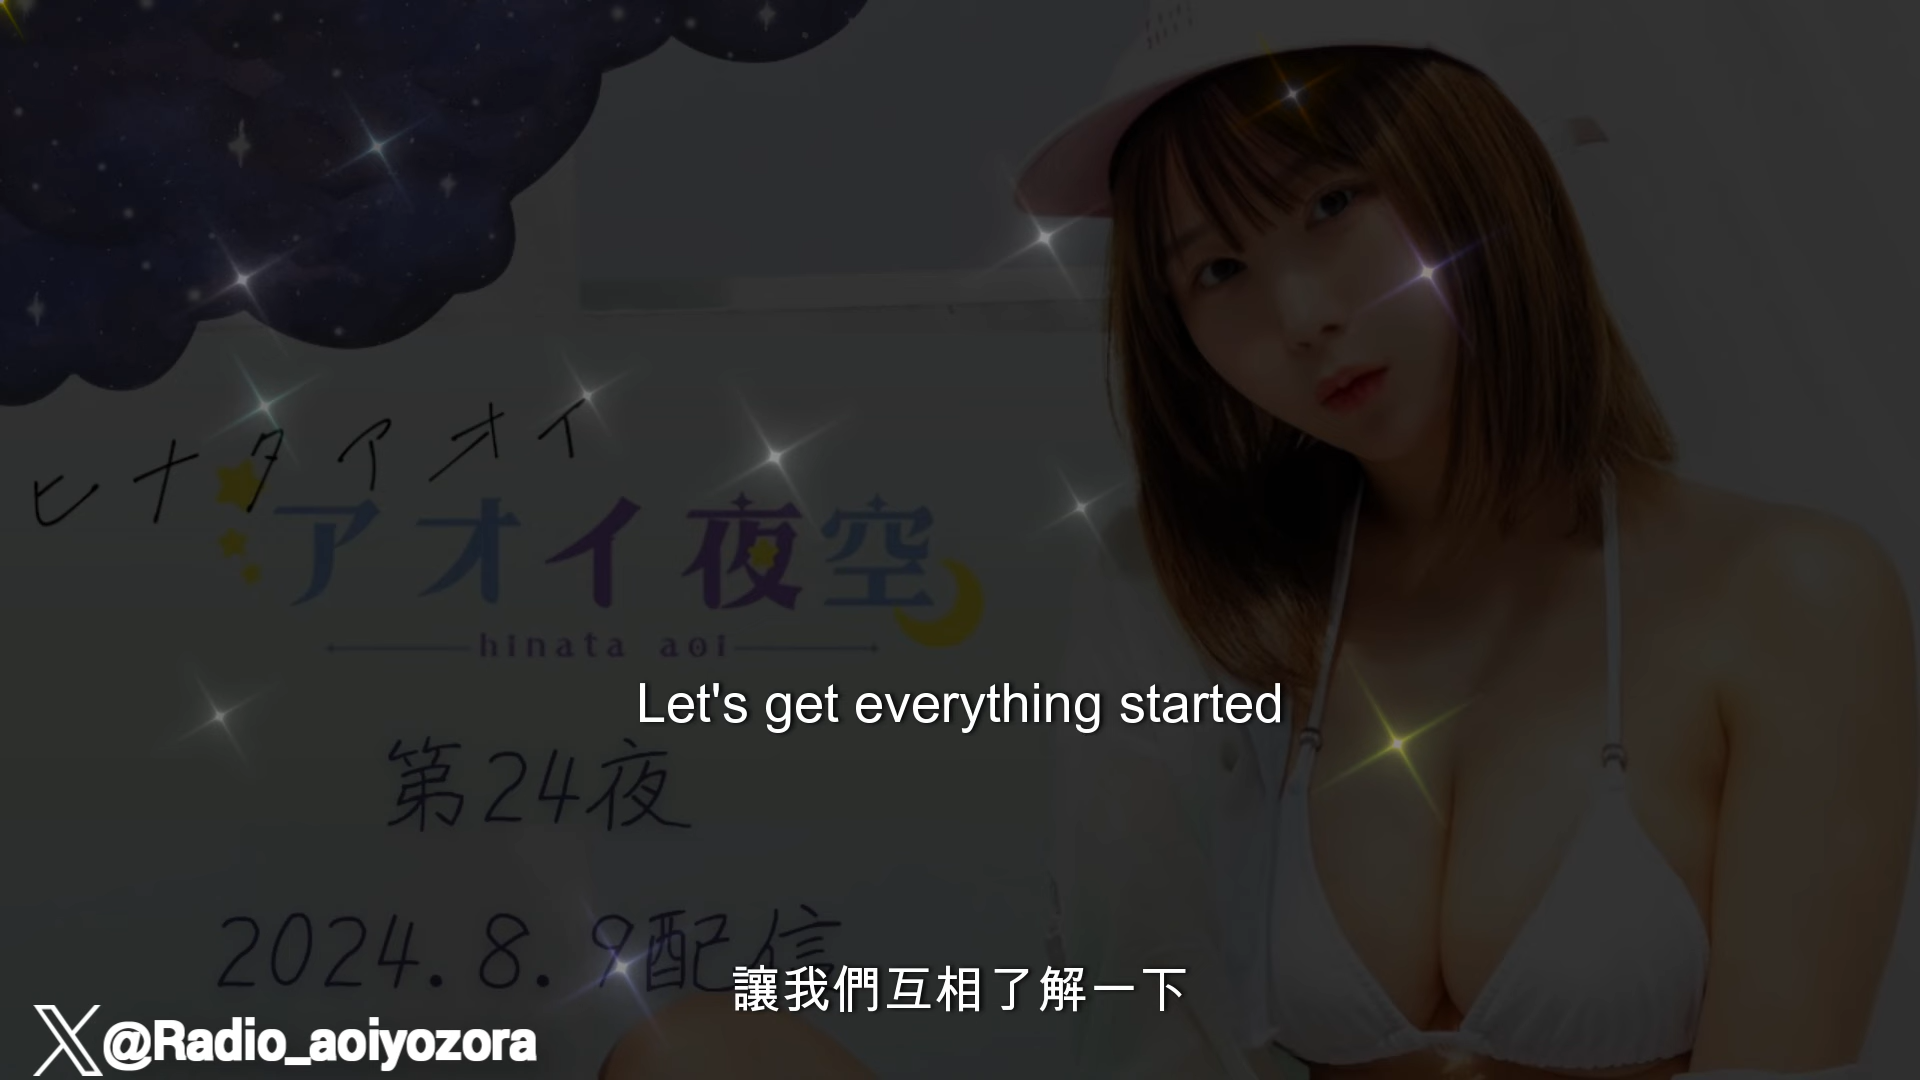 ヒナタアオイ
アオイ夜空
hinata aoi
Let's get everything started
第24夜
2024.8.9配信
讓我們互相了解一下
X@Radio_aoiyozora